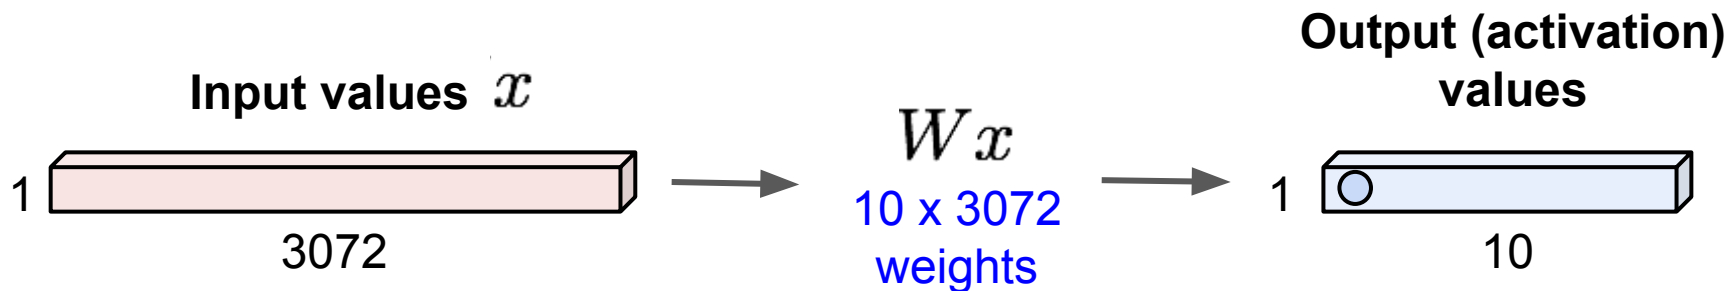 Input values x
1
3072
Wx
10 x 3072
weights
Output (activation)
values
1
10